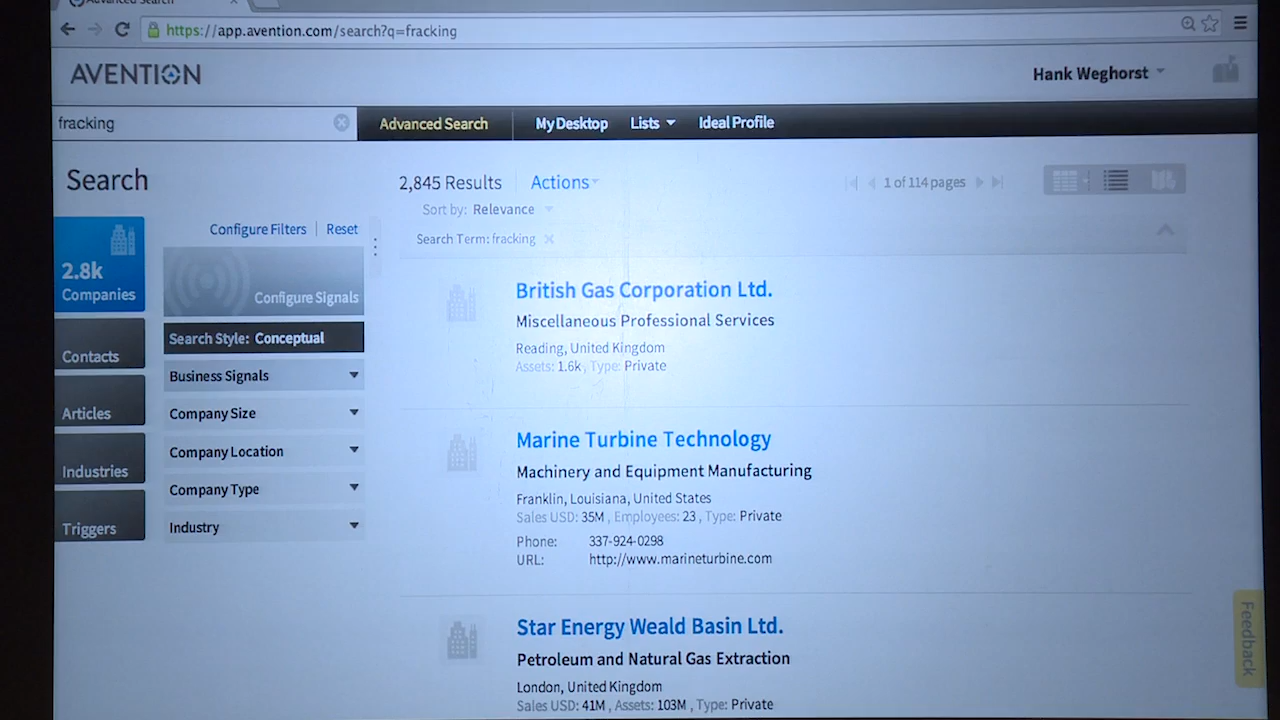 Advanced Search
https://app.avention.com/search?q=fracking
AVENTION
Hank Weghorst
fracking
Advanced Search
My Desktop
Lists
Ideal Profile
Search
2,845 Results
Actions
1 of 114 pages
Sort by: Relevance
Configure Filters
Reset
Search Term: fracking
2.8k
Companies
Configure Signals
Contacts
Articles
Industries
Triggers
Search Style: Conceptual
Business Signals
Company Size
Company Location
Company Type
Industry
British Gas Corporation Ltd.
Miscellaneous Professional Services
Reading, United Kingdom
Assets: 1.6k , Type: Private
Marine Turbine Technology
Machinery and Equipment Manufacturing
Franklin, Louisiana, United States
Sales USD: 35M , Employees: 23 , Type: Private
Phone: 337-924-0298
URL: http://www.marineturbine.com
Star Energy Weald Basin Ltd.
Petroleum and Natural Gas Extraction
London, United Kingdom
Sales USD: 41M , Assets: 103M , Type: Private
Feedback